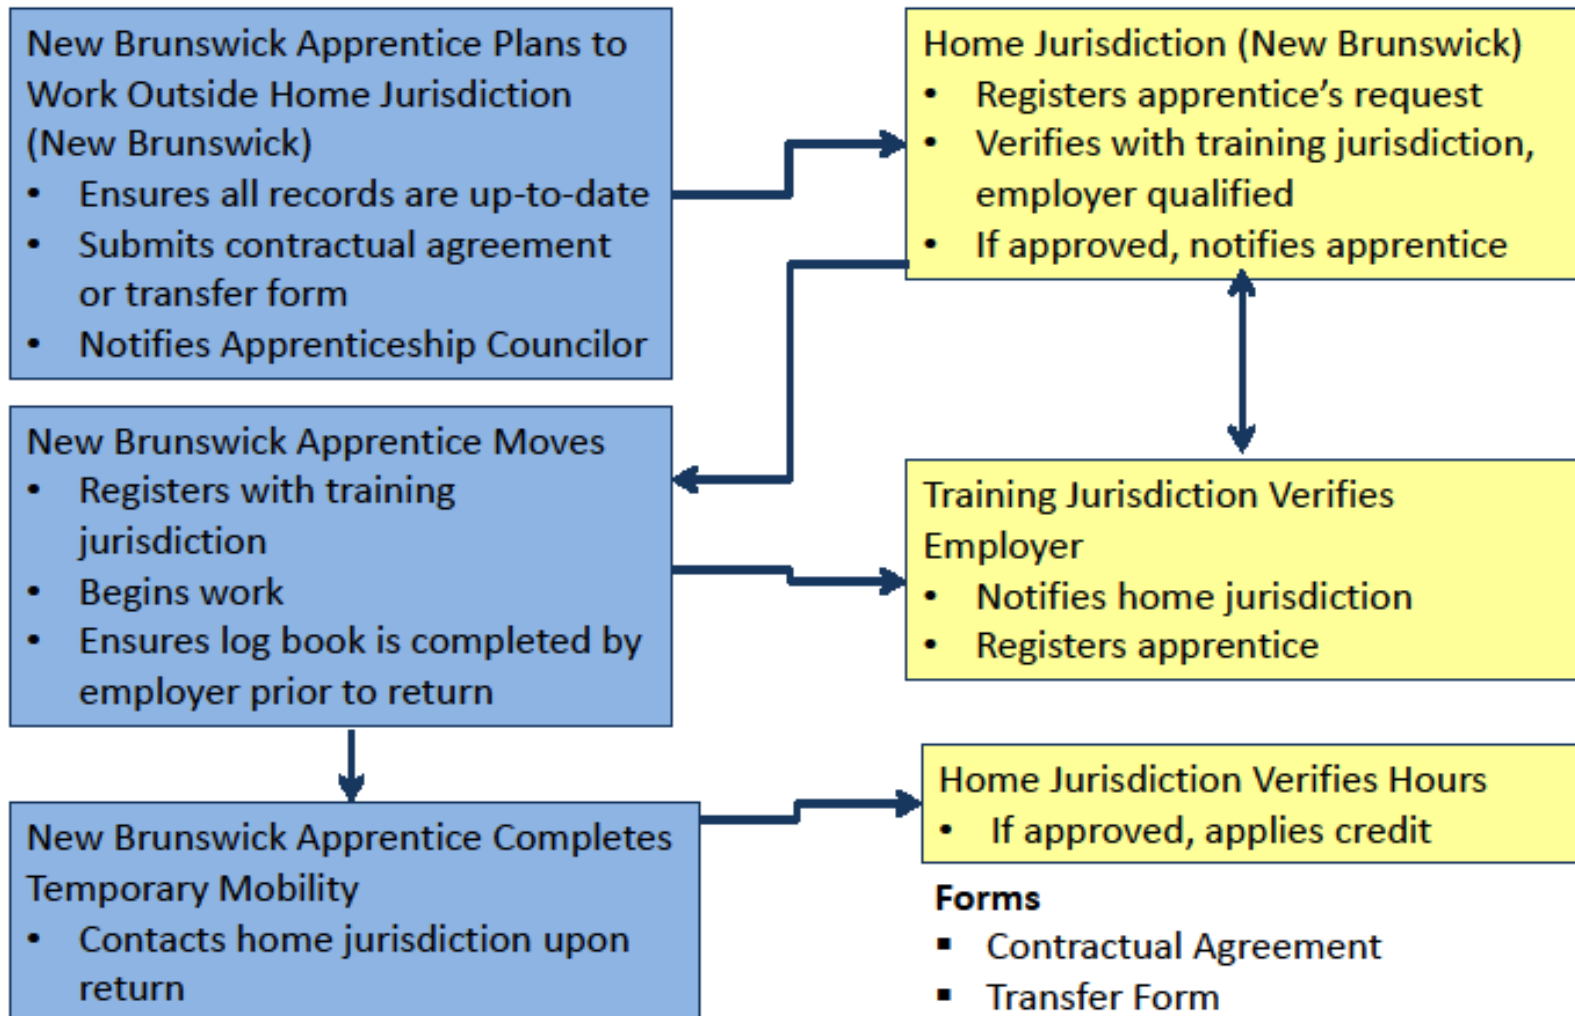 New Brunswick Apprentice Plans to
Work Outside Home Jurisdiction
(New Brunswick)
• Ensures all records are up-to-date
• Submits contractual agreement
or transfer form
• Notifies Apprenticeship Councilor
Home Jurisdiction (New Brunswick)
• Registers apprentice's request
• Verifies with training jurisdiction,
employer qualified
• If approved, notifies apprentice
New Brunswick Apprentice Moves
• Registers with training
jurisdiction
• Begins work
• Ensures log book is completed by
employer prior to return
Training Jurisdiction Verifies
Employer
• Notifies home jurisdiction
• Registers apprentice
New Brunswick Apprentice Completes
Temporary Mobility
• Contacts home jurisdiction upon
return
Home Jurisdiction Verifies Hours
• If approved, applies credit
Forms
▪ Contractual Agreement
▪ Transfer Form